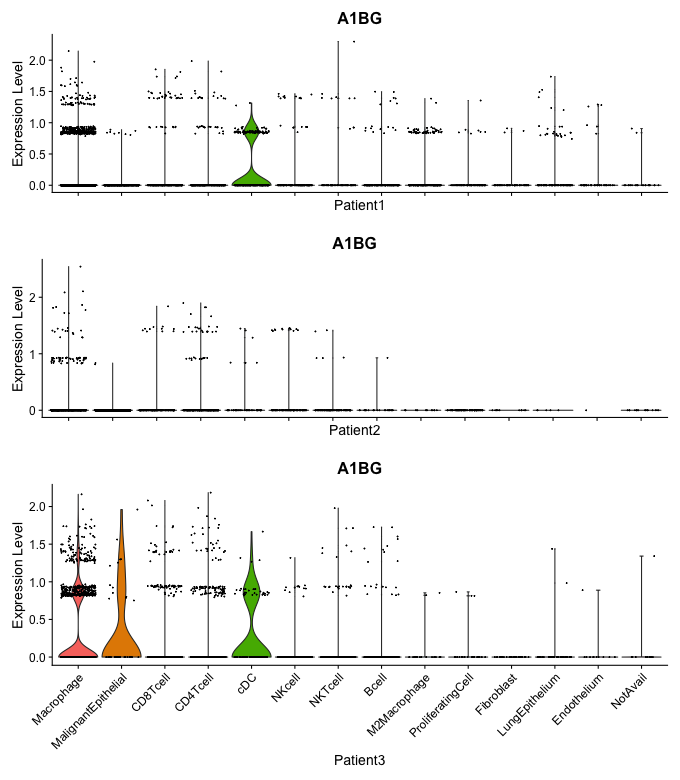 A1BG
Expression Level
2.0
1.5
1.0
0.5
0.0
Patient1
A1BG
Expression Level
2
1
0
Patient2
A1BG
Expression Level
2.0
1.5
1.0
0.5
0.0
Macrophage
MalignantEpithelial
CD8Tcell
CD4Tcell
cDC
NKcell
NKTcell
Bcell
M2Macrophage
ProliferatingCell
Fibroblast
LungEpithelium
Endothelium
NotAvail
Patient3